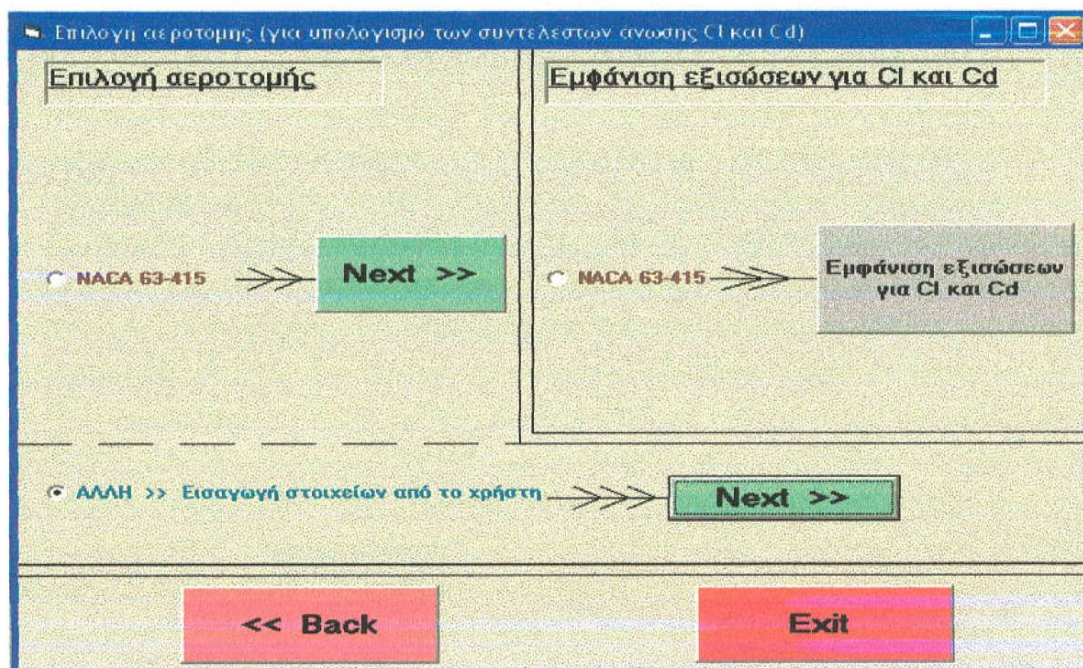 Επιλογή αεροτομης (για υπολογισμό των συντελεστων ανωσης Cl και Cd)
Επιλογή αεροτομής
Εμφάνιση εξισώσεων για Cl και Cd
NACA 63-415
Next >>
NACA 63-415
Εμφάνιση εξισώσεων
για Cl και Cd
ΑΛΛΗ >> Εισαγωγή στοιχείων από το χρήστη
Next >>
<< Back
Exit